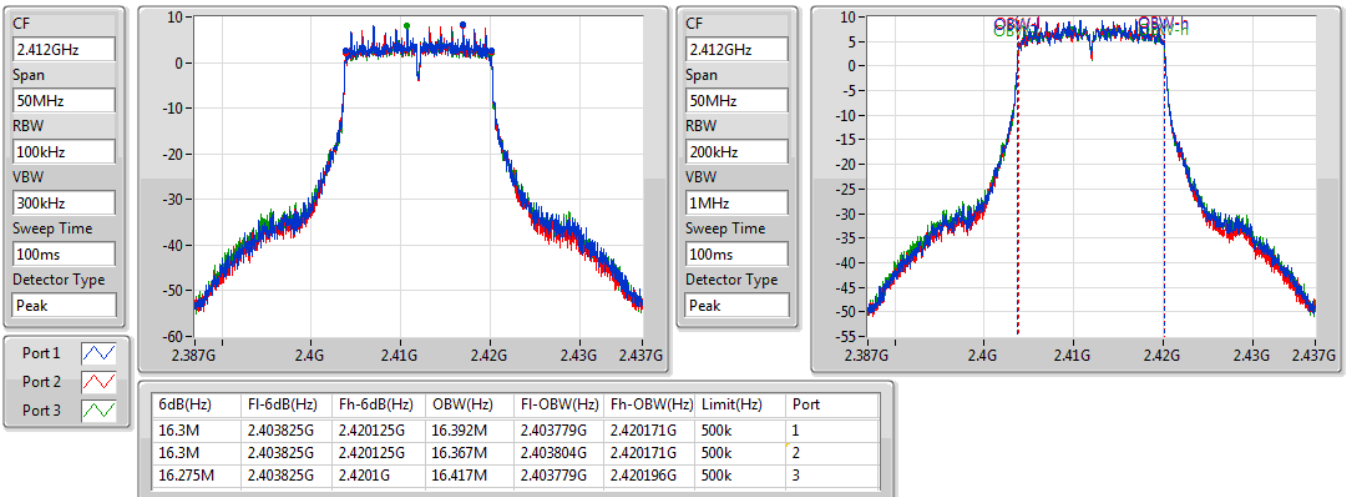 CF
2.412GHz
Span
50MHz
RBW
100kHz
VBW
300kHz
Sweep Time
100ms
Detector Type
Peak
Port 1
Port 2
Port 3
10
0
-10
-20
-30
-40
-50
-60
2.387G 2.4G 2.41G 2.42G 2.43G 2.437G
CF
2.412GHz
Span
50MHz
RBW
200kHz
VBW
1MHz
Sweep Time
100ms
Detector Type
Peak
OBW-l OBW-h
10
5
0
-5
-10
-15
-20
-25
-30
-35
-40
-45
-50
-55
2.387G 2.4G 2.41G 2.42G 2.43G 2.437G
6dB(Hz) Fl-6dB(Hz) Fh-6dB(Hz) OBW(Hz) Fl-OBW(Hz) Fh-OBW(Hz) Limit(Hz) Port
16.3M 2.403825G 2.420125G 16.392M 2.403779G 2.420171G 500k 1
16.3M 2.403825G 2.420125G 16.367M 2.403804G 2.420171G 500k 2
16.275M 2.403825G 2.4201G 16.417M 2.403779G 2.420196G 500k 3